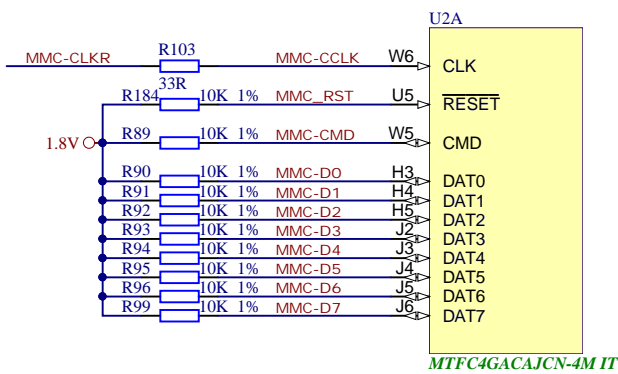 U2A
MMC-CLKR R103 MMC-CCLK W6 CLK
33R
R184 10K 1% MMC_RST U5 RESET
1.8V R89 10K 1% MMC-CMD W5 CMD
R90 10K 1% MMC-D0 H3 DAT0
R91 10K 1% MMC-D1 H4 DAT1
R92 10K 1% MMC-D2 H5 DAT2
R93 10K 1% MMC-D3 J2 DAT3
R94 10K 1% MMC-D4 J3 DAT4
R95 10K 1% MMC-D5 J4 DAT5
R96 10K 1% MMC-D6 J5 DAT6
R99 10K 1% MMC-D7 J6 DAT7
MTFC4GACAJCN-4M IT